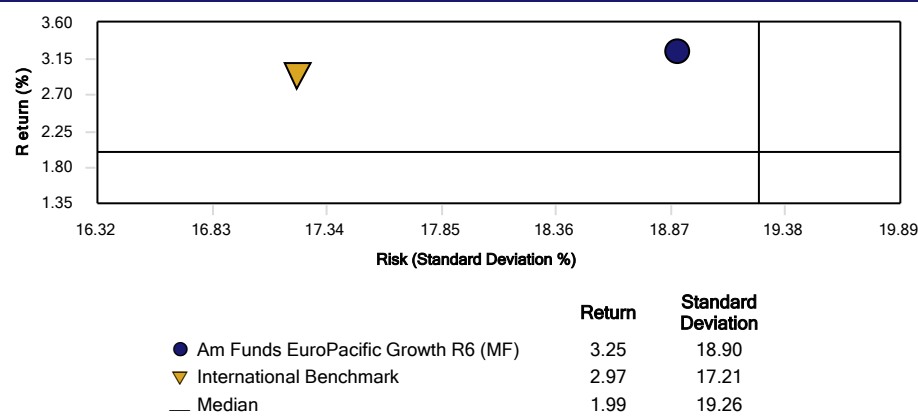 3.60
3.15
2.70
2.25
1.80
1.35
Return (%)
16.32 16.83 17.34 17.85 18.36 18.87 19.38 19.89
Risk (Standard Deviation %)
Return Standard Deviation
Am Funds EuroPacific Growth R6 (MF) 3.25 18.90
International Benchmark 2.97 17.21
Median 1.99 19.26